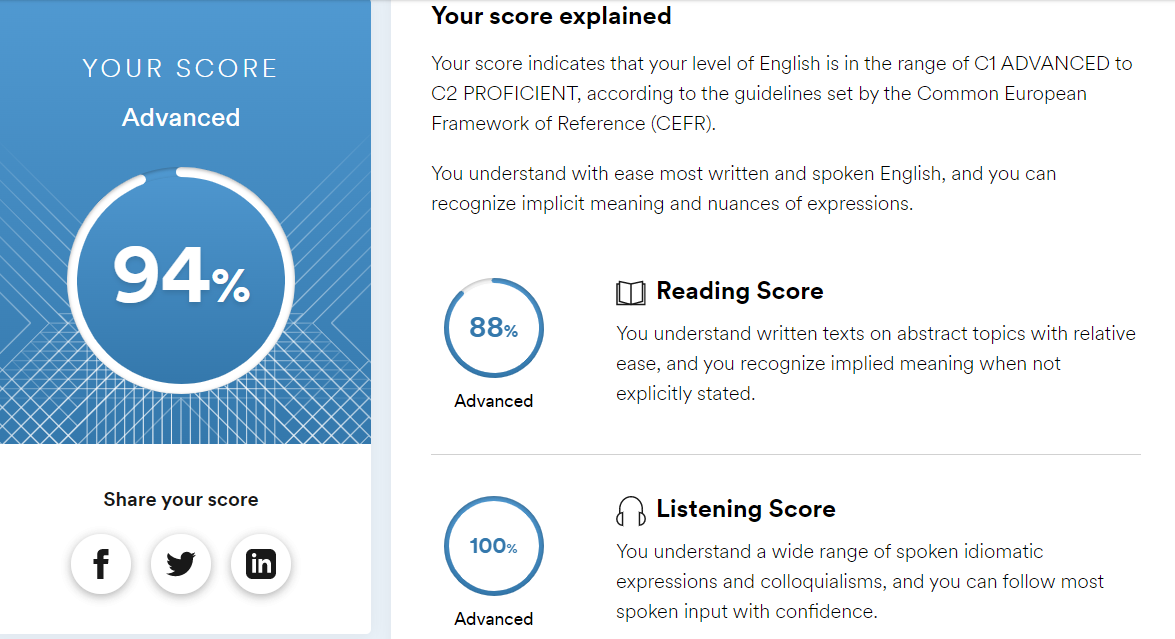 YOUR SCORE
Advanced
94%
Share your score
f
in
Your score explained
Your score indicates that your level of English is in the range of C1 ADVANCED to
C2 PROFICIENT, according to the guidelines set by the Common European
Framework of Reference (CEFR).
You understand with ease most written and spoken English, and you can
recognize implicit meaning and nuances of expressions.
88%
Advanced
Reading Score
You understand written texts on abstract topics with relative
ease, and you recognize implied meaning when not
explicitly stated.
100%
Advanced
Listening Score
You understand a wide range of spoken idiomatic
expressions and colloquialisms, and you can follow most
spoken input with confidence.